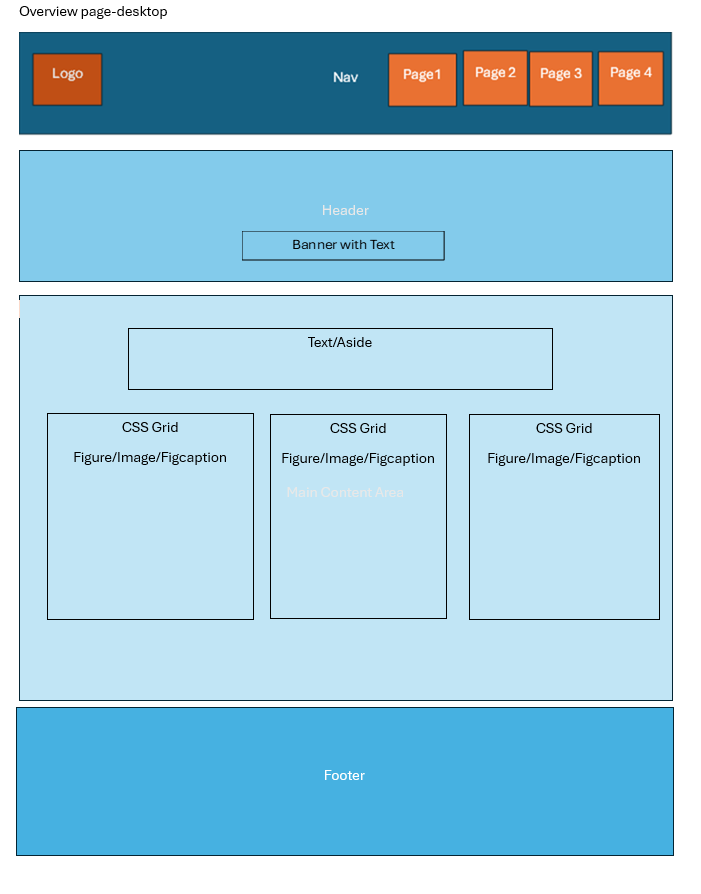 Overview page-desktop
Logo
Nav
Page1
Page 2
Page 3
Page 4
Header
Banner with Text
Text/Aside
CSS Grid
Figure/Image/Figcaption
CSS Grid
Figure/Image/Figcaption
Main Content Area
CSS Grid
Figure/Image/Figcaption
Footer